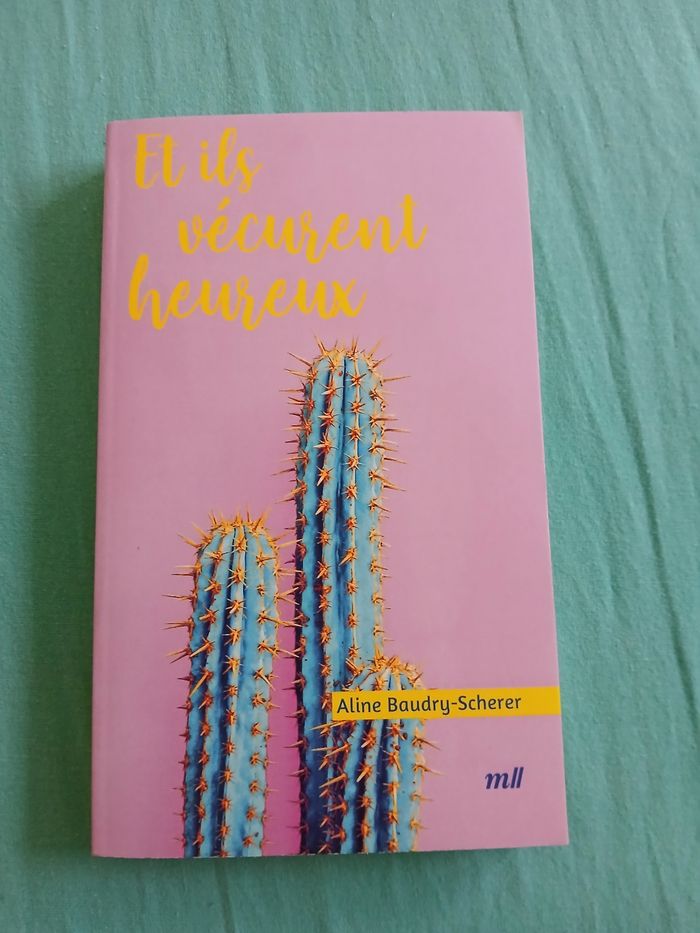 Et ils
vécurent
heureux
Aline Baudry-Scherer
mll